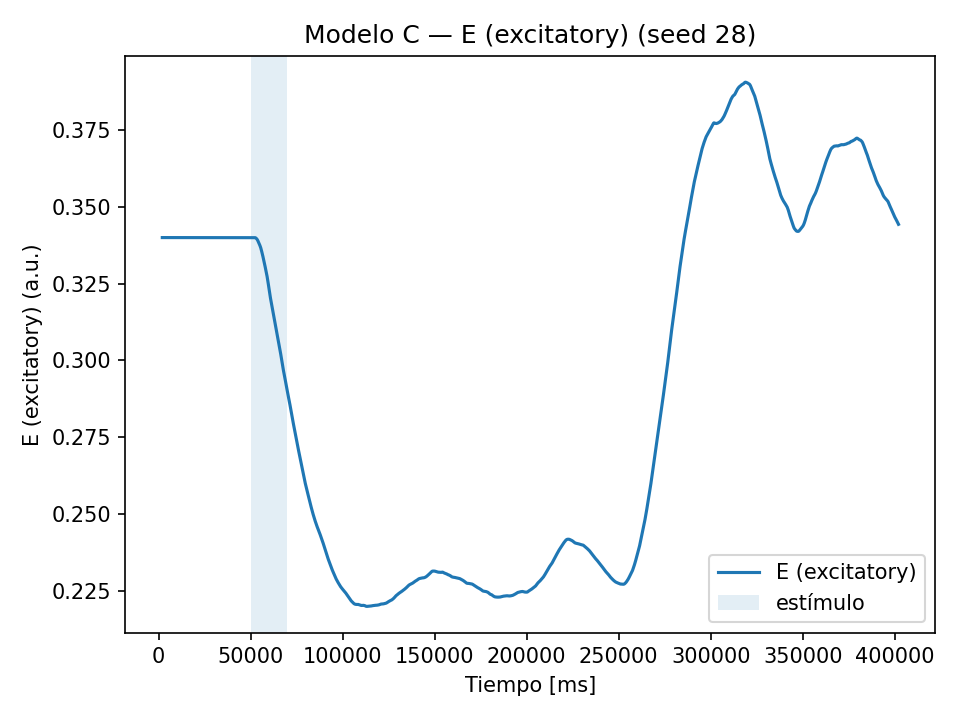 Modelo C — E (excitatory) (seed 28)
E (excitatory) (a.u.)
0.375
0.350
0.325
0.300
0.275
0.250
0.225
E (excitatory)
estímulo
0 50000 100000 150000 200000 250000 300000 350000 400000
Tiempo [ms]